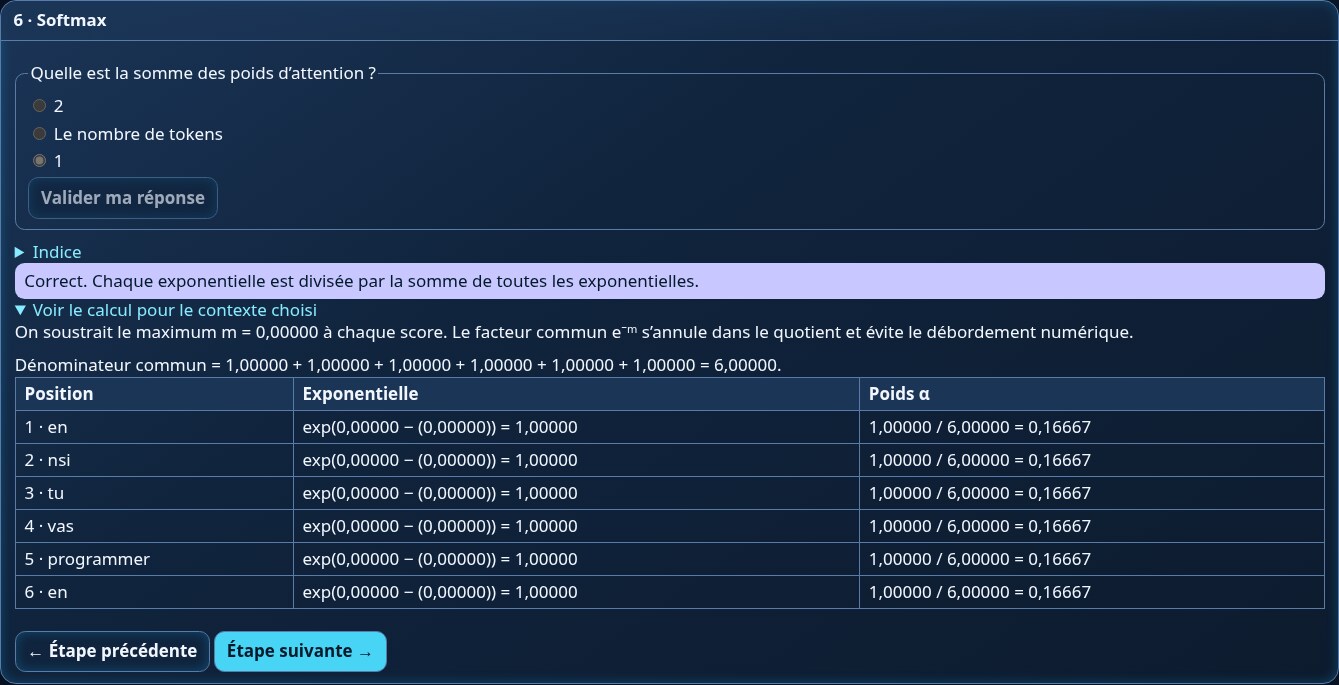 6 · Softmax
Quelle est la somme des poids d’attention ?
2
Le nombre de tokens
1
Valider ma réponse
▶ Indice
Correct. Chaque exponentielle est divisée par la somme de toutes les exponentielles.
▼ Voir le calcul pour le contexte choisi
On soustrait le maximum m = 0,00000 à chaque score. Le facteur commun e⁻ᵐ s’annule dans le quotient et évite le débordement numérique.
Dénominateur commun = 1,00000 + 1,00000 + 1,00000 + 1,00000 + 1,00000 + 1,00000 = 6,00000.
Position Exponentielle Poids α
1 · en exp(0,00000 − (0,00000)) = 1,00000 1,00000 / 6,00000 = 0,16667
2 · nsi exp(0,00000 − (0,00000)) = 1,00000 1,00000 / 6,00000 = 0,16667
3 · tu exp(0,00000 − (0,00000)) = 1,00000 1,00000 / 6,00000 = 0,16667
4 · vas exp(0,00000 − (0,00000)) = 1,00000 1,00000 / 6,00000 = 0,16667
5 · programmer exp(0,00000 − (0,00000)) = 1,00000 1,00000 / 6,00000 = 0,16667
6 · en exp(0,00000 − (0,00000)) = 1,00000 1,00000 / 6,00000 = 0,16667
← Étape précédente Étape suivante →